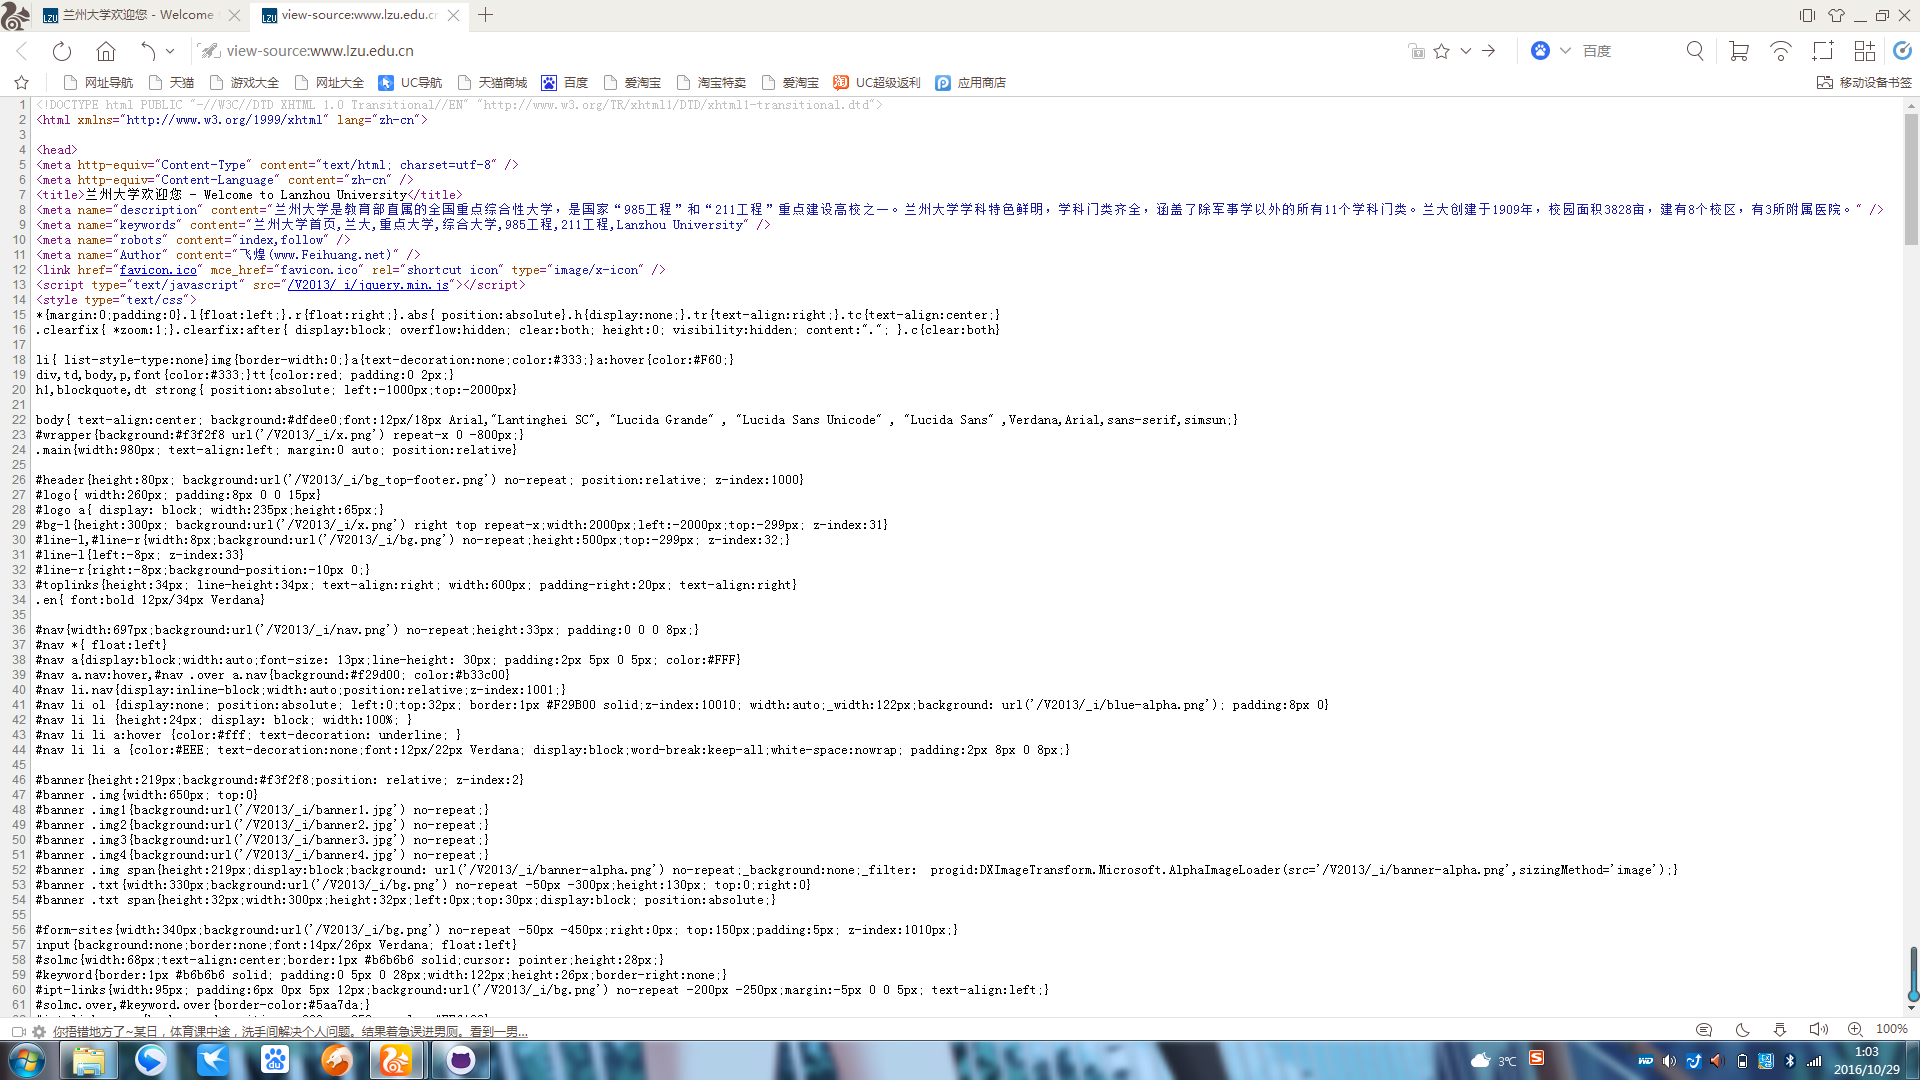 兰州大学欢迎您 - Welcome
view-source:www.lzu.edu.cn
view-source:www.lzu.edu.cn
百度
网址导航 天猫 游戏大全 网址大全 UC导航 天猫商城 百度 爱淘宝 淘宝特卖 爱淘宝 UC超级返利 应用商店 移动设备书签
1 <!DOCTYPE html PUBLIC "-//W3C//DTD XHTML 1.0 Transitional//EN" "http://www.w3.org/TR/xhtml1/DTD/xhtml1-transitional.dtd">
2 <html xmlns="http://www.w3.org/1999/xhtml" lang="zh-cn">
3
4 <head>
5 <meta http-equiv="Content-Type" content="text/html; charset=utf-8" />
6 <meta http-equiv="Content-Language" content="zh-cn" />
7 <title>兰州大学欢迎您 - Welcome to Lanzhou University</title>
8 <meta name="description" content="兰州大学是教育部直属的全国重点综合性大学，是国家“985工程”和“211工程”重点建设高校之一。兰州大学学科特色鲜明，学科门类齐全，涵盖了除军事学以外的所有11个学科门类。兰大创建于1909年，校园面积3828亩，建有8个校区，有3所附属医院。" />
9 <meta name="keywords" content="兰州大学首页,兰大,重点大学,综合大学,985工程,211工程,Lanzhou University" />
10 <meta name="robots" content="index,follow" />
11 <meta name="Author" content="飞煌(www.Feihuang.net)" />
12 <link href="favicon.ico" mce_href="favicon.ico" rel="shortcut icon" type="image/x-icon" />
13 <script type="text/javascript" src="/V2013/_i/jquery.min.js"></script>
14 <style type="text/css">
15 *{margin:0;padding:0}.l{float:left;}.r{float:right;}.abs{ position:absolute}.h{display:none;}.tr{text-align:right;}.tc{text-align:center;}
16 .clearfix{ *zoom:1;}.clearfix:after{ display:block; overflow:hidden; clear:both; height:0; visibility:hidden; content:"."; }.c{clear:both}
17
18 li{ list-style-type:none}img{border-width:0;}a{text-decoration:none;color:#333;}a:hover{color:#F60;}
19 div,td,body,p,font{color:#333;}tt{color:red; padding:0 2px;}
20 h1,blockquote,dt strong{ position:absolute; left:-1000px;top:-2000px}
21
22 body{ text-align:center; background:#dfdee0;font:12px/18px Arial,"Lantinghei SC", "Lucida Grande" , "Lucida Sans Unicode" , "Lucida Sans" ,Verdana,Arial,sans-serif,simsun;}
23 #wrapper{background:#f3f2f8 url('/V2013/_i/x.png') repeat-x 0 -800px;}
24 .main{width:980px; text-align:left; margin:0 auto; position:relative}
25
26 #header{height:80px; background:url('/V2013/_i/bg_top-footer.png') no-repeat; position:relative; z-index:1000}
27 #logo{ width:260px; padding:8px 0 0 15px}
28 #logo a{ display: block; width:235px;height:65px;}
29 #bg-l{height:300px; background:url('/V2013/_i/x.png') right top repeat-x;width:2000px;left:-2000px;top:-299px; z-index:31}
30 #line-l,#line-r{width:8px;background:url('/V2013/_i/bg.png') no-repeat;height:500px;top:-299px; z-index:32;}
31 #line-l{left:-8px; z-index:33}
32 #line-r{right:-8px;background-position:-10px 0;}
33 #toplinks{height:34px; line-height:34px; text-align:right; width:600px; padding-right:20px; text-align:right}
34 .en{ font:bold 12px/34px Verdana}
35
36 #nav{width:697px;background:url('/V2013/_i/nav.png') no-repeat;height:33px; padding:0 0 0 8px;}
37 #nav *{ float:left}
38 #nav a{display:block;width:auto;font-size: 13px;line-height: 30px; padding:2px 5px 0 5px; color:#FFF}
39 #nav a.nav:hover,#nav .over a.nav{background:#f29d00; color:#b33c00}
40 #nav li.nav{display:inline-block;width:auto;position:relative;z-index:1001;}
41 #nav li ol {display:none; position:absolute; left:0;top:32px; border:1px #F29B00 solid;z-index:10010; width:auto;_width:122px;background: url('/V2013/_i/blue-alpha.png'); padding:8px 0}
42 #nav li li {height:24px; display: block; width:100%; }
43 #nav li li a:hover {color:#fff; text-decoration: underline; }
44 #nav li li a {color:#EEE; text-decoration:none;font:12px/22px Verdana; display:block;word-break:keep-all;white-space:nowrap; padding:2px 8px 0 8px;}
45
46 #banner{height:219px;background:#f3f2f8;position: relative; z-index:2}
47 #banner .img{width:650px; top:0}
48 #banner .img1{background:url('/V2013/_i/banner1.jpg') no-repeat;}
49 #banner .img2{background:url('/V2013/_i/banner2.jpg') no-repeat;}
50 #banner .img3{background:url('/V2013/_i/banner3.jpg') no-repeat;}
51 #banner .img4{background:url('/V2013/_i/banner4.jpg') no-repeat;}
52 #banner .img span{height:219px;display:block;background: url('/V2013/_i/banner-alpha.png') no-repeat;_background:none;_filter: progid:DXImageTransform.Microsoft.AlphaImageLoader(src='/V2013/_i/banner-alpha.png',sizingMethod='image');}
53 #banner .txt{width:330px;background:url('/V2013/_i/bg.png') no-repeat -50px -300px;height:130px; top:0;right:0}
54 #banner .txt span{height:32px;width:300px;height:32px;left:0px;top:30px;display:block; position:absolute;}
55
56 #form-sites{width:340px;background:url('/V2013/_i/bg.png') no-repeat -50px -450px;right:0px; top:150px;padding:5px; z-index:1010px;}
57 input{background:none;border:none;font:14px/26px Verdana; float:left}
58 #solmc{width:68px;text-align:center;border:1px #b6b6b6 solid;cursor: pointer;height:28px;}
59 #keyword{border:1px #b6b6b6 solid; padding:0 5px 0 28px;width:122px;height:26px;border-right:none;}
60 #ipt-links{width:95px; padding:6px 0px 5px 12px;background:url('/V2013/_i/bg.png') no-repeat -200px -250px;margin:-5px 0 0 5px; text-align:left;}
61 #solmc.over,#keyword.over{border-color:#5aa7da;}
你捂错地方了~某日，体育课中途，洗手间解决个人问题。结果着急误进男厕。看到一男...
100%
3℃
1:03
2016/10/29